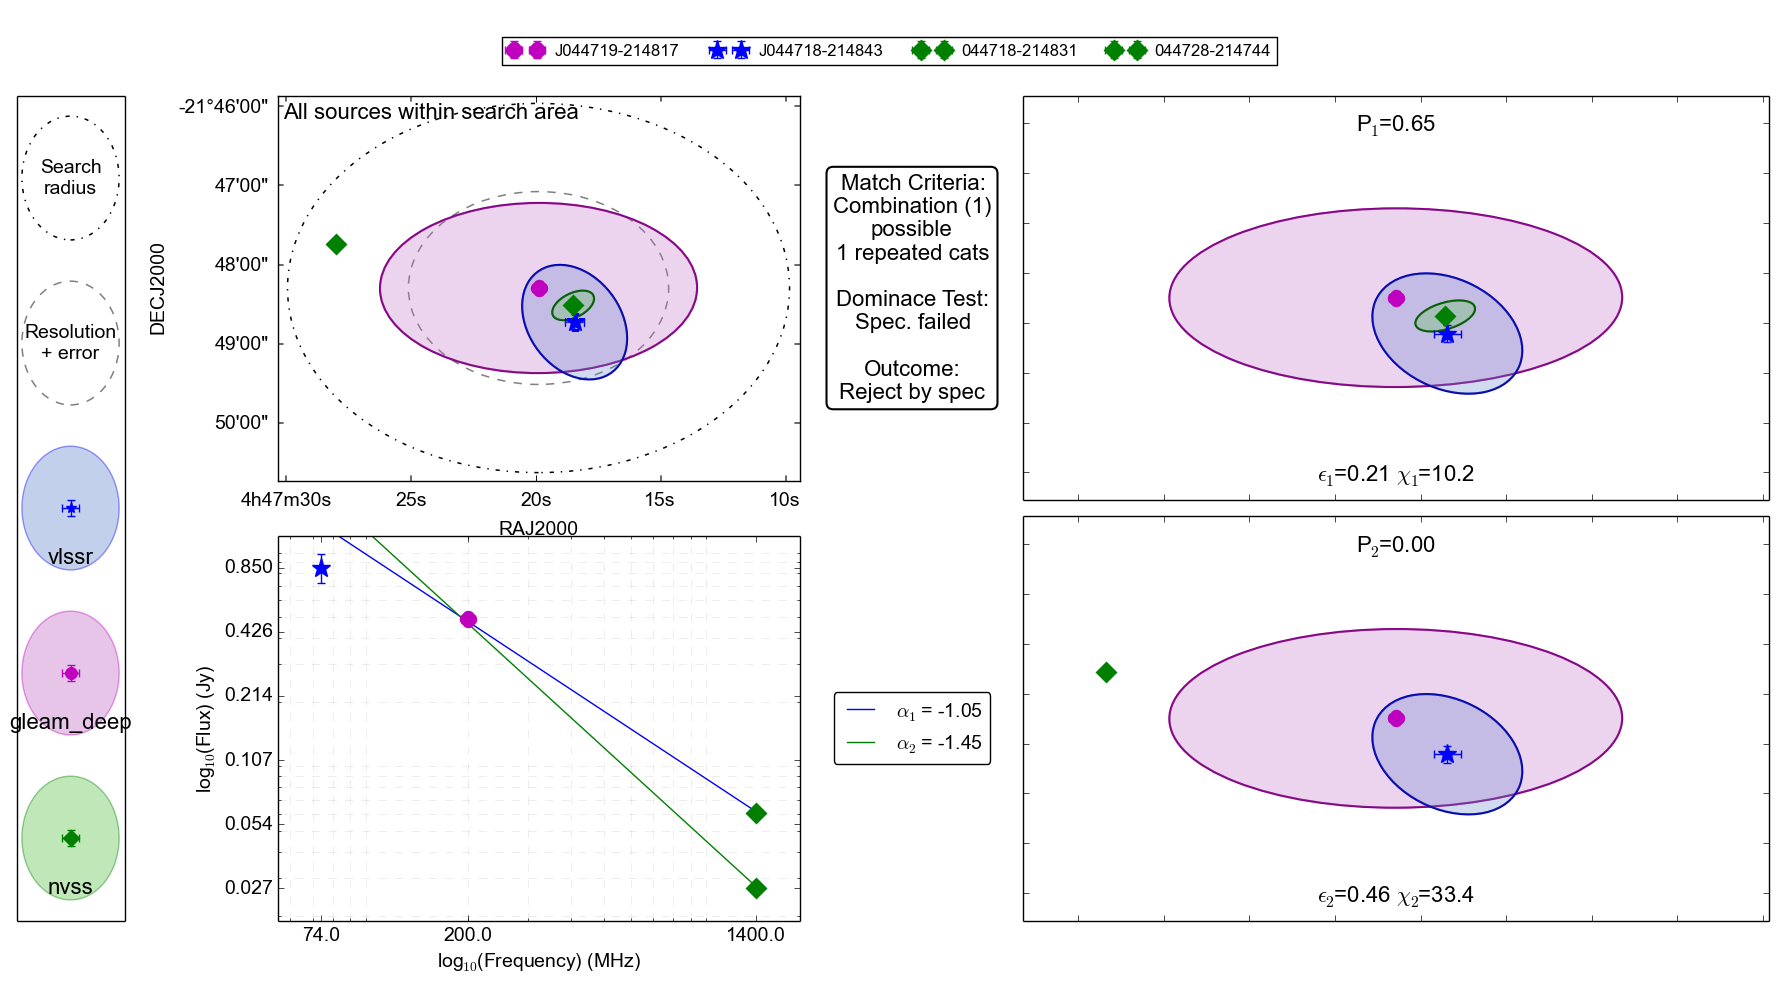 J044719-214817 J044718-214843 044718-214831 044728-214744
Search
radius
Resolution
+ error
vlssr
gleam_deep
nvss
All sources within search area
-21°46'00"
47'00"
48'00"
49'00"
50'00"
DECJ2000
4h47m30s 25s 20s 15s 10s
RAJ2000
Match Criteria:
Combination (1)
possible
1 repeated cats
Dominace Test:
Spec. failed
Outcome:
Reject by spec
P1=0.65
ϵ1=0.21 χ1=10.2
0.850
0.426
0.214
0.107
0.054
0.027
log10(Flux) (Jy)
74.0 200.0 1400.0
log10(Frequency) (MHz)
α1 = -1.05
α2 = -1.45
P2=0.00
ϵ2=0.46 χ2=33.4